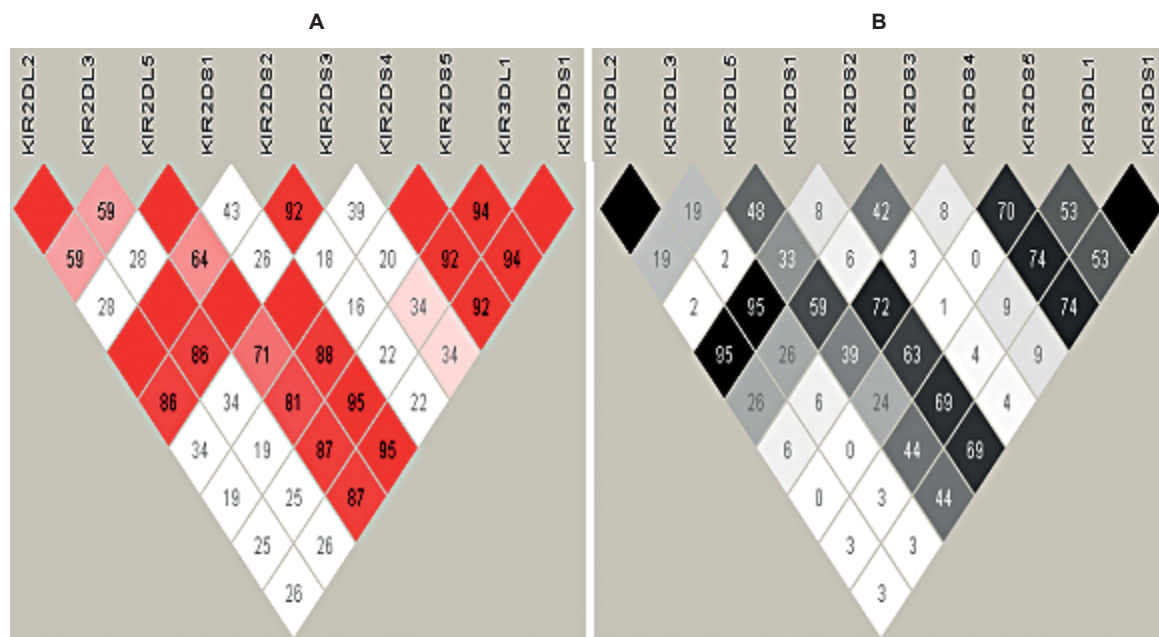 A
KIR2DL2
KIR2DL3
KIR2DL5
KIR2DS1
KIR2DS2
KIR2DS3
KIR2DS4
KIR2DS5
KIR3DL1
KIR3DS1
59 43 92 39 94
59 28 64 26 18 20 92 94
28 16 34 92
86 71 88 22 34
86 34 81 95 22
34 19 87 95
19 25 87
25 26
26
B
KIR2DL2
KIR2DL3
KIR2DL5
KIR2DS1
KIR2DS2
KIR2DS3
KIR2DS4
KIR2DS5
KIR3DL1
KIR3DS1
19 48 8 42 8 70 53
19 2 33 6 3 0 74 53
2 95 59 72 1 9 74
95 26 39 63 4 9
26 6 24 69 4
6 0 44 69
0 3 44
3 3
3